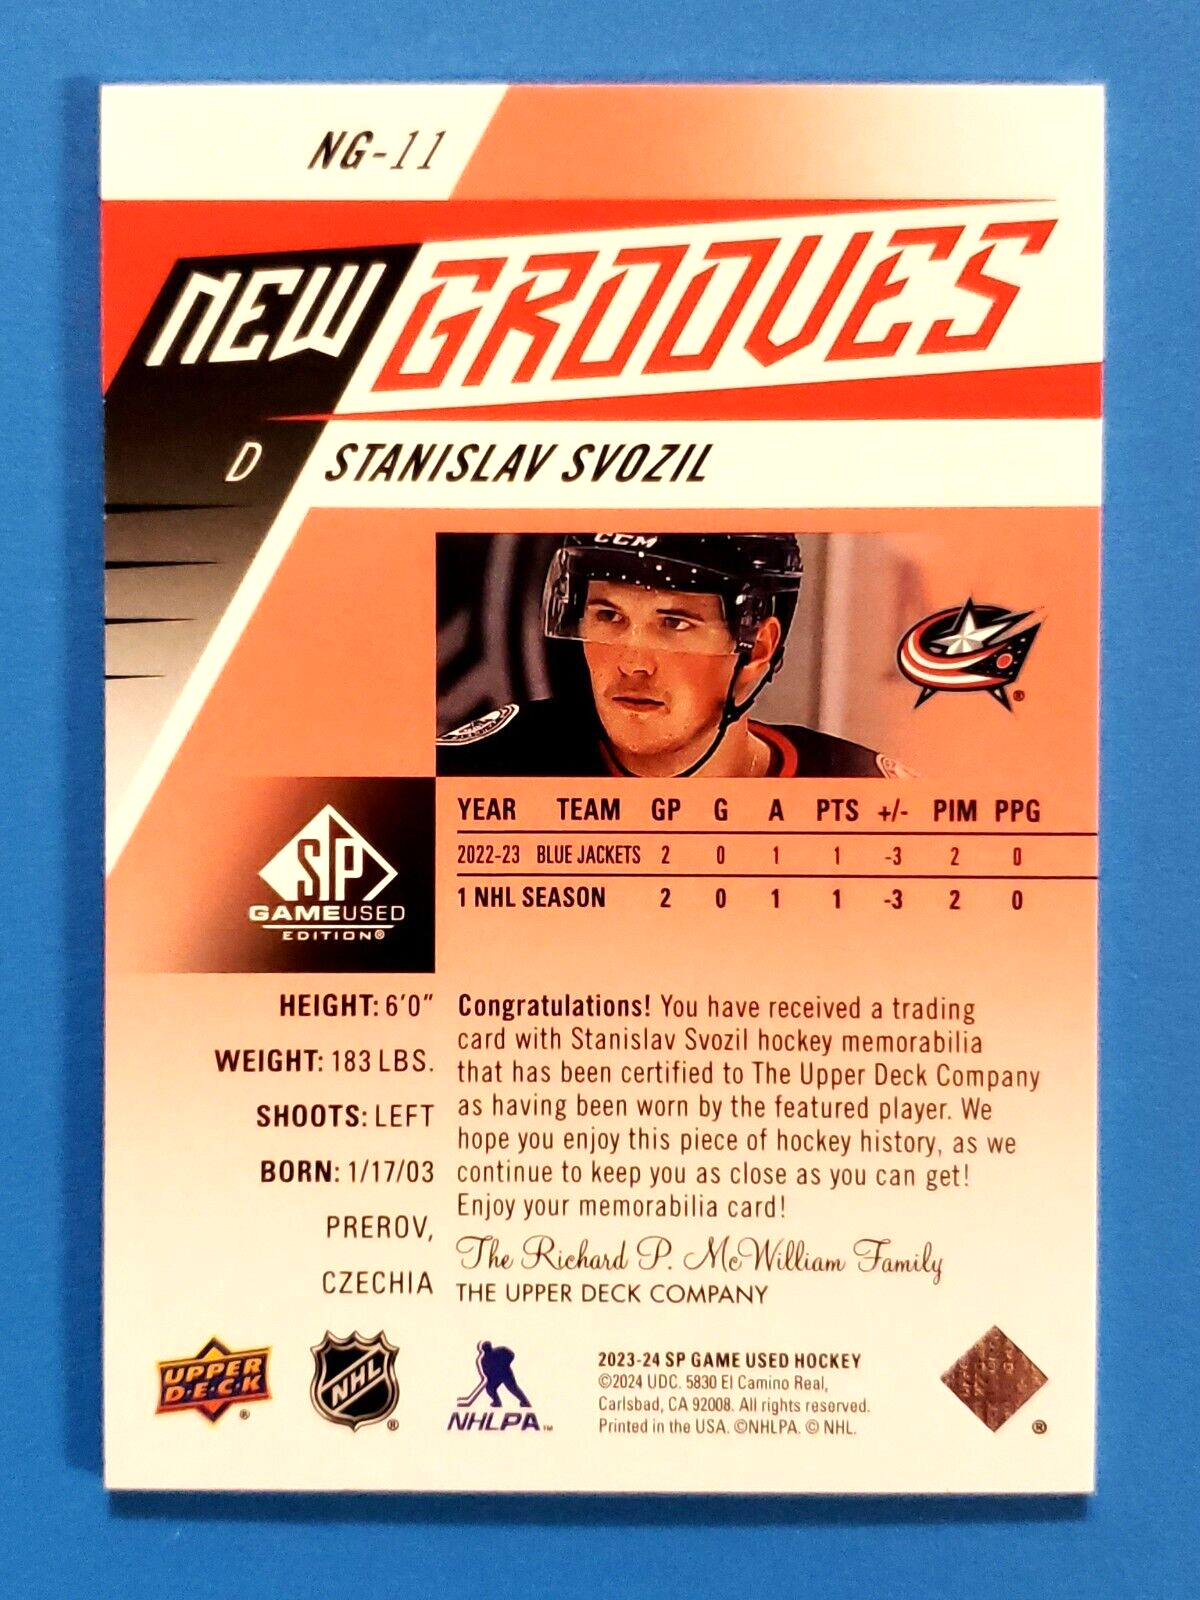 NG-11
NEW GROOVES
D STANISLAV SVOZIL
CCM
YEAR TEAM GP G A PTS +/- PIM PPG
2022-23 BLUE JACKETS 2 0 1 1 -3 2 0
1 NHL SEASON 2 0 1 1 -3 2 0
SP
GAMEUSED
EDITION®
HEIGHT: 6'0"
WEIGHT: 183 LBS.
SHOOTS: LEFT
BORN: 1/17/03
PREROV,
CZECHIA
Congratulations! You have received a trading
card with Stanislav Svozil hockey memorabilia
that has been certified to The Upper Deck Company
as having been worn by the featured player. We
hope you enjoy this piece of hockey history, as we
continue to keep you as close as you can get!
Enjoy your memorabilia card!
The Richard P. McWilliam Family
THE UPPER DECK COMPANY
UPPER
DECK
®
NHL
®
NHLPA™
2023-24 SP GAME USED HOCKEY
©2024 UDC. 5830 El Camino Real,
Carlsbad, CA 92008. All rights reserved.
Printed in the USA. ©NHLPA. © NHL.
®